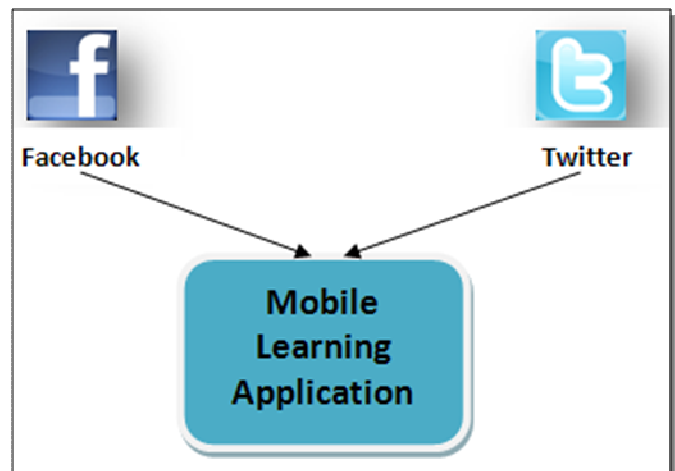 Facebook
Twitter
Mobile
Learning
Application